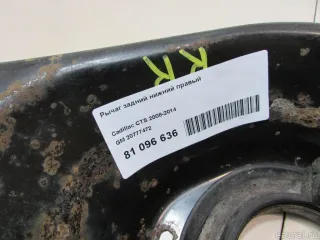 R R
Рычаг задний нижний правый
Cadillac CTS 2008-2014
GM 20777472
81 096 636